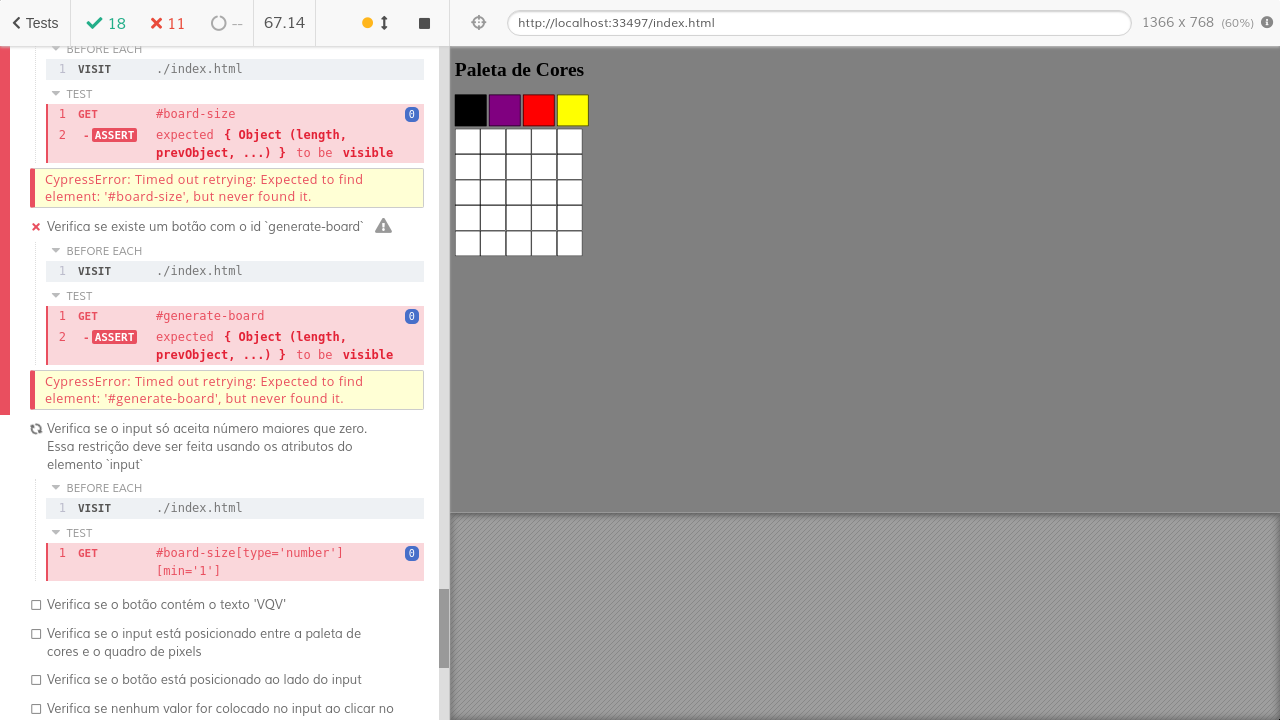 Tests 18 11 -- 67.14 http://localhost:33497/index.html 1366 x 768 (60%)
BEFORE EACH
1 VISIT ./index.html
TEST
1 GET #board-size 0
2 -ASSERT expected { Object (length,
prevObject, ...) } to be visible
CypressError: Timed out retrying: Expected to find
element: '#board-size', but never found it.
Verifica se existe um botão com o id `generate-board`
BEFORE EACH
1 VISIT ./index.html
TEST
1 GET #generate-board 0
2 -ASSERT expected { Object (length,
prevObject, ...) } to be visible
CypressError: Timed out retrying: Expected to find
element: '#generate-board', but never found it.
Verifica se o input só aceita número maiores que zero.
Essa restrição deve ser feita usando os atributos do
elemento `input`
BEFORE EACH
1 VISIT ./index.html
TEST
1 GET #board-size[type='number'] 0
[min='1']
Verifica se o botão contém o texto 'VQV'
Verifica se o input está posicionado entre a paleta de
cores e o quadro de pixels
Verifica se o botão está posicionado ao lado do input
Verifica se nenhum valor for colocado no input ao clicar no
Paleta de Cores